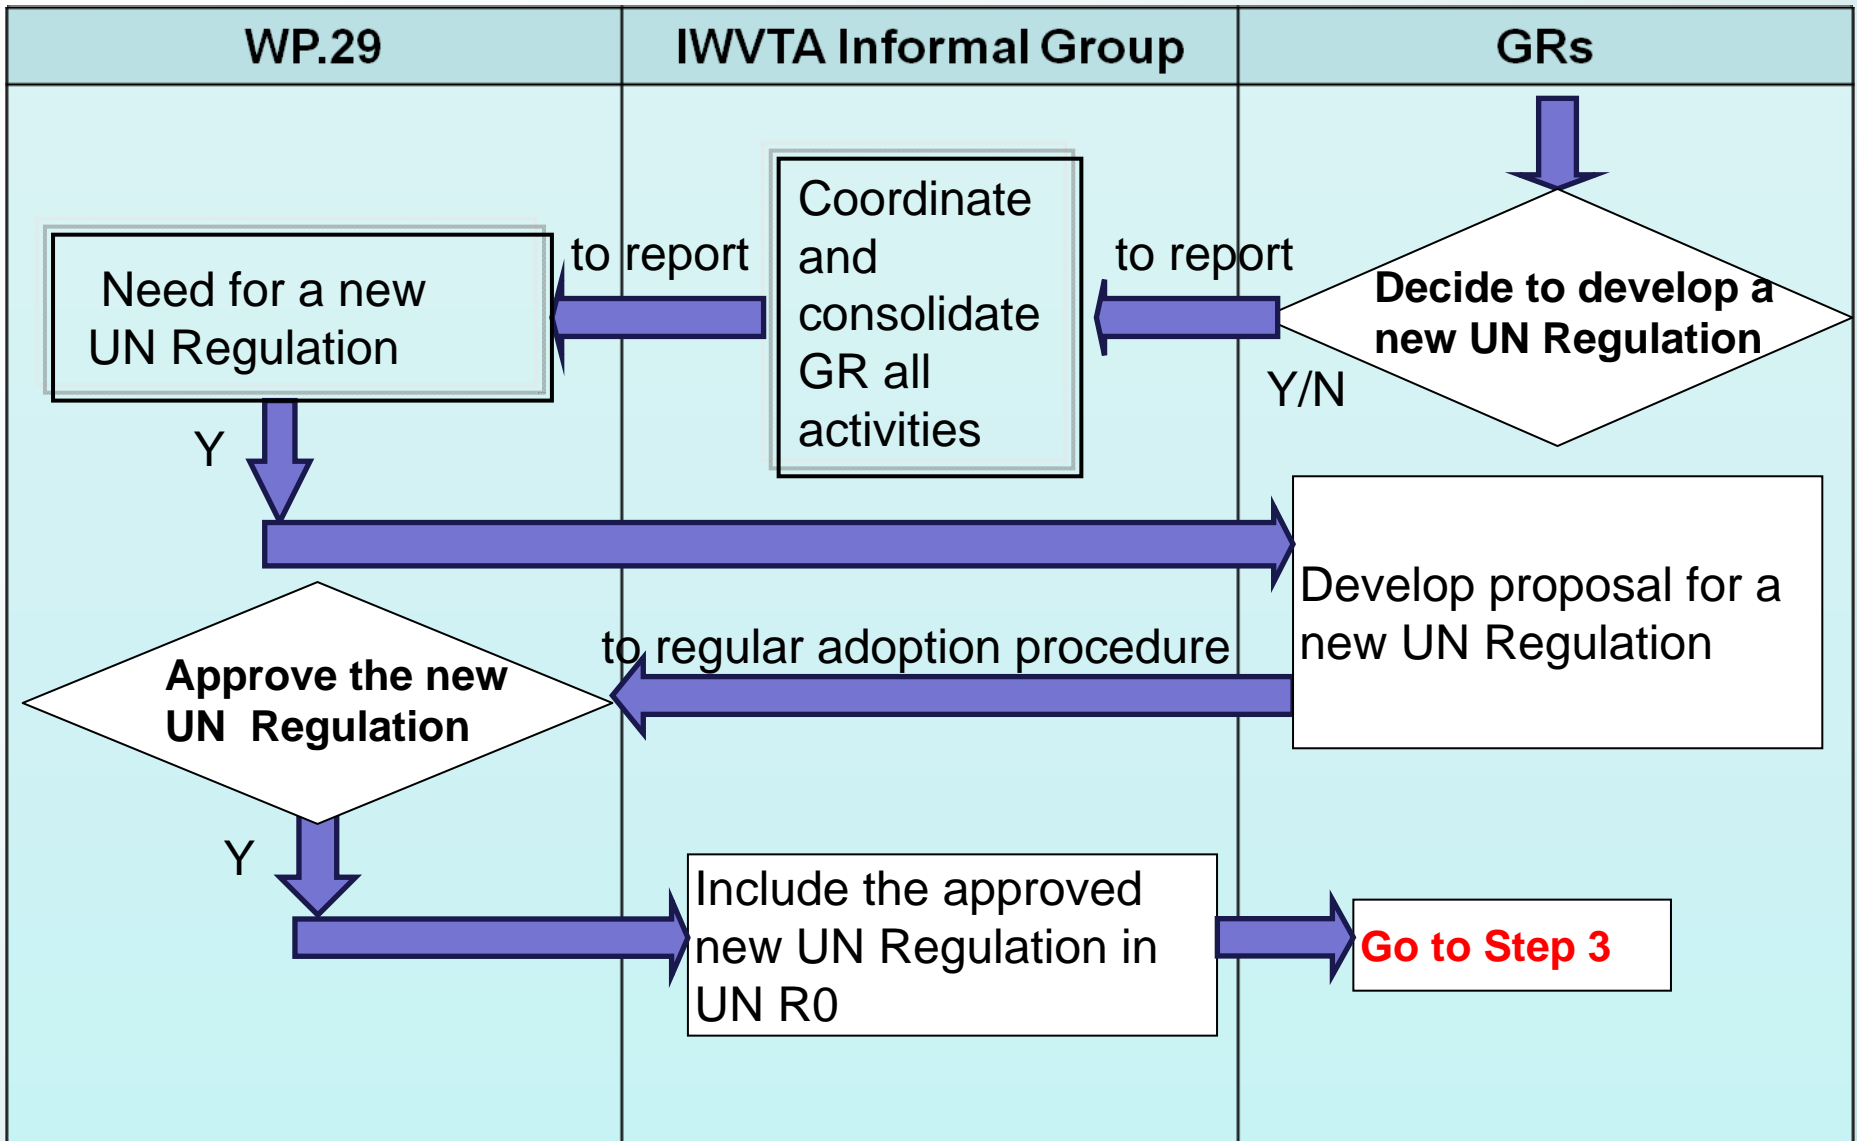 WP.29
IWVTA Informal Group
GRs
Coordinate
and
consolidate
GR all
activities
to report
to report
Need for a new
UN Regulation
Decide to develop a
new UN Regulation
Y/N
Y
Develop proposal for a
new UN Regulation
to regular adoption procedure
Approve the new
UN Regulation
Y
Include the approved
new UN Regulation in
UN R0
Go to Step 3